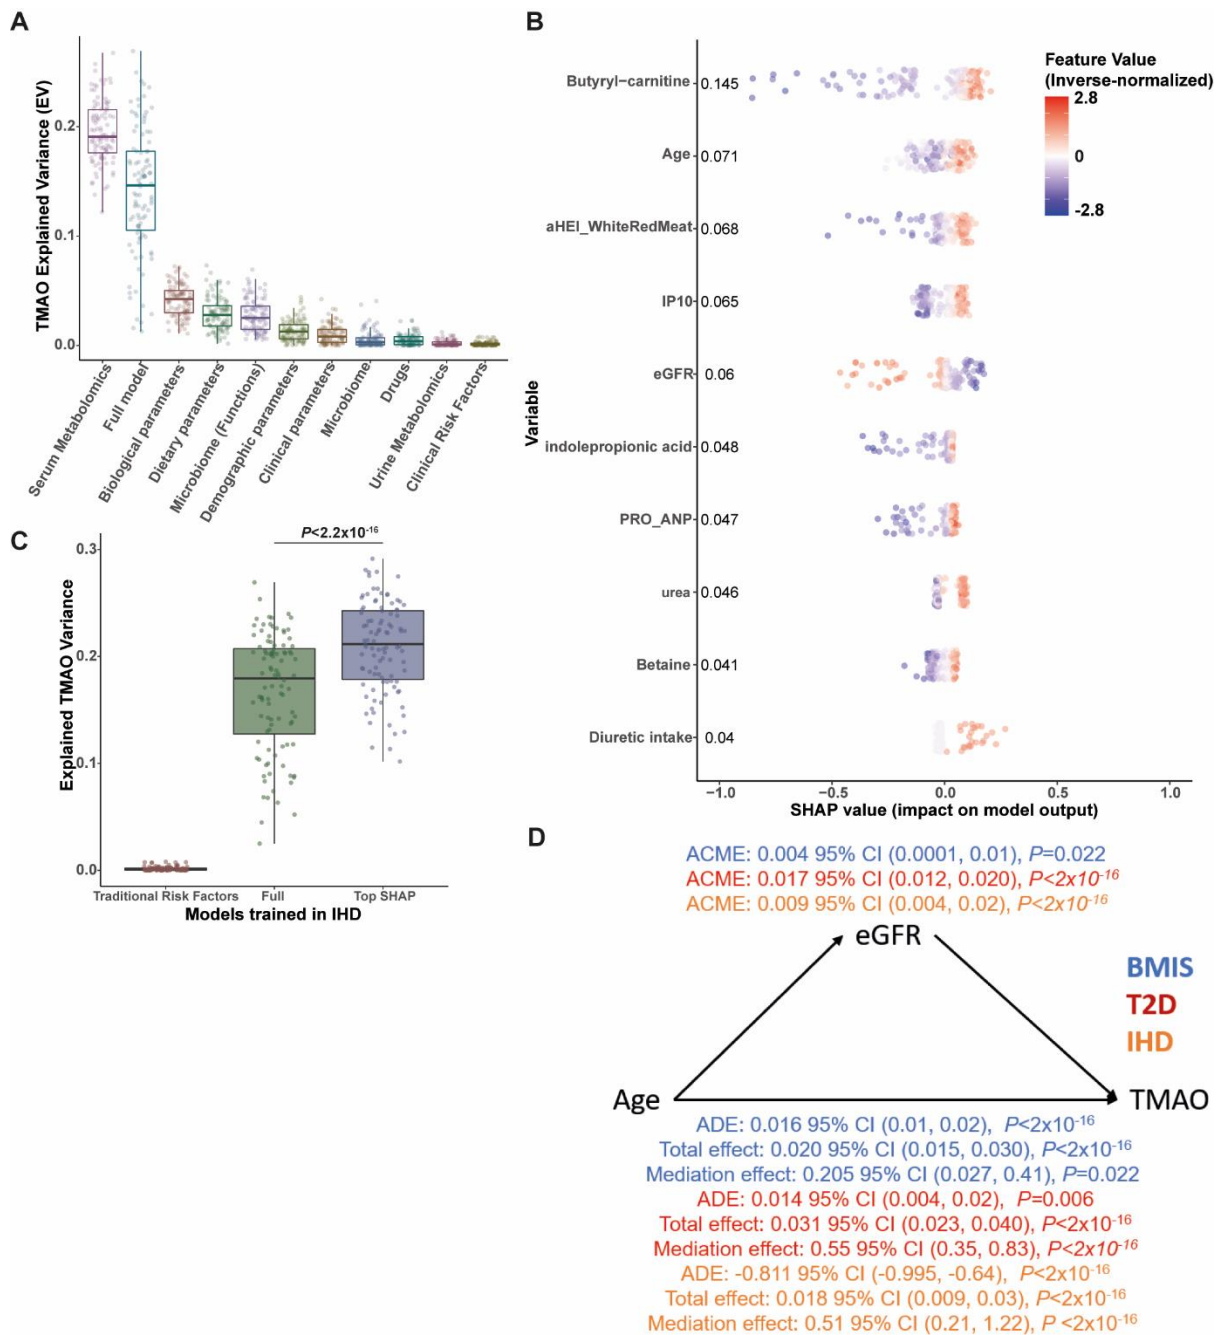 A
TMAO Explained Variance (EV)
0.2
0.1
0.0
Serum Metabolomics
Full model
Biological parameters
Dietary parameters
Microbiome (Functions)
Demographic parameters
Clinical parameters
Microbiome
Drugs
Urine Metabolomics
Clinical Risk Factors
B
Variable
Butyryl-carnitine 0.145
Age 0.071
aHEI_WhiteRedMeat 0.068
IP10 0.065
eGFR 0.06
indolepropionic acid 0.048
PRO_ANP 0.047
urea 0.046
Betaine 0.041
Diuretic intake 0.04
−1.0 −0.5 0.0 0.5 1.0
SHAP value (impact on model output)
Feature Value
(Inverse-normalized)
2.8
0
-2.8
C
P<2.2x10-16
Explained TMAO Variance
0.3
0.2
0.1
0.0
Traditional Risk Factors Full Top SHAP
Models trained in IHD
D
ACME: 0.004 95% CI (0.0001, 0.01), P=0.022
ACME: 0.017 95% CI (0.012, 0.020), P<2x10-16
ACME: 0.009 95% CI (0.004, 0.02), P<2x10-16
eGFR
BMIS
T2D
IHD
Age
TMAO
ADE: 0.016 95% CI (0.01, 0.02), P<2x10-16
Total effect: 0.020 95% CI (0.015, 0.030), P<2x10-16
Mediation effect: 0.205 95% CI (0.027, 0.41), P=0.022
ADE: 0.014 95% CI (0.004, 0.02), P=0.006
Total effect: 0.031 95% CI (0.023, 0.040), P<2x10-16
Mediation effect: 0.55 95% CI (0.35, 0.83), P<2x10-16
ADE: -0.811 95% CI (-0.995, -0.64), P<2x10-16
Total effect: 0.018 95% CI (0.009, 0.03), P<2x10-16
Mediation effect: 0.51 95% CI (0.21, 1.22), P <2x10-16